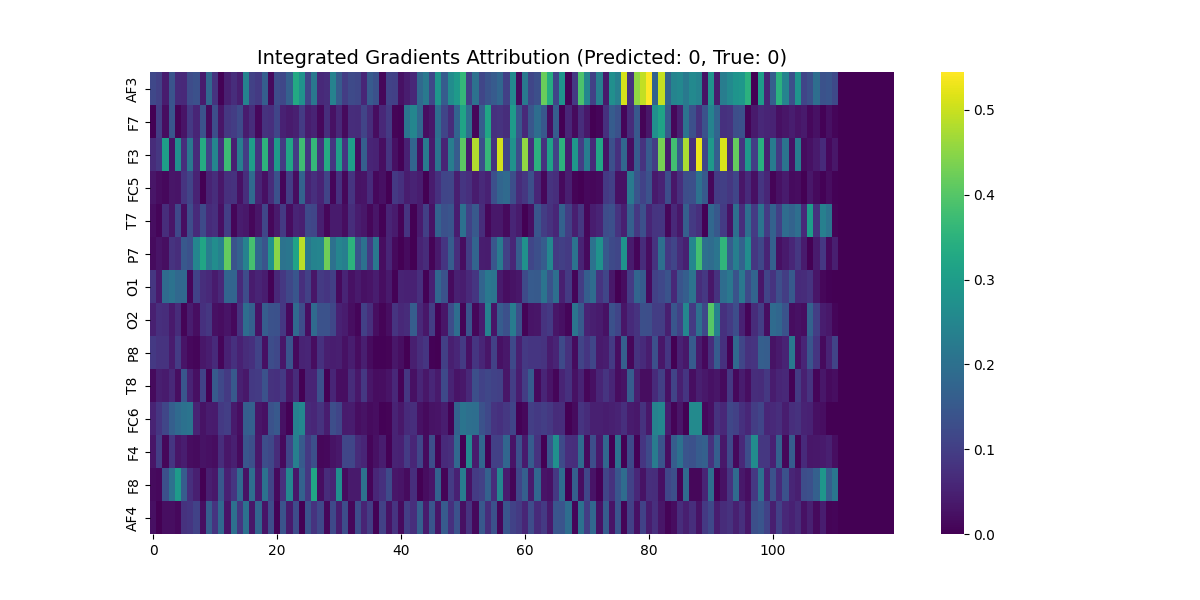 Integrated Gradients Attribution (Predicted: 0, True: 0)
AF3
F7
F3
FC5
T7
P7
O1
O2
P8
T8
FC6
F4
F8
AF4
0 20 40 60 80 100
0.5
0.4
0.3
0.2
0.1
0.0